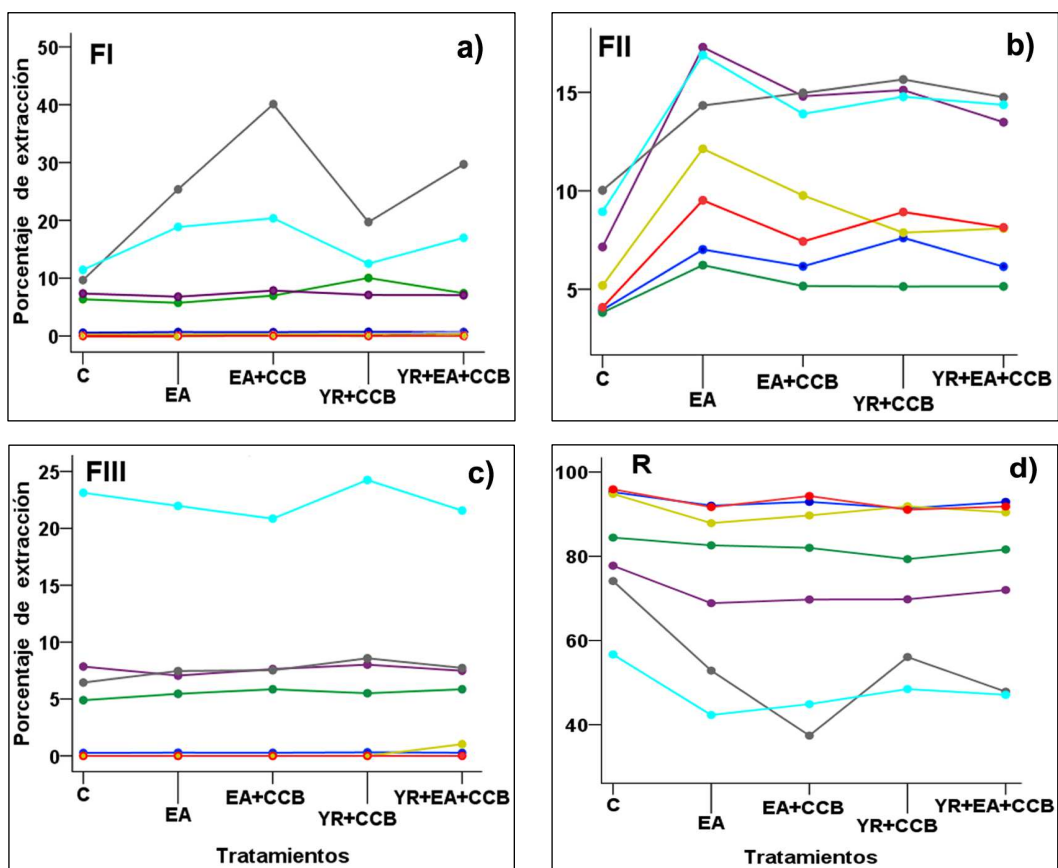 FI
a)
Porcentaje de extracción
50
40
30
20
10
0
C
EA
EA+CCB
YR+CCB
YR+EA+CCB
FII
b)
15
10
5
C
EA
EA+CCB
YR+CCB
YR+EA+CCB
FIII
c)
Porcentaje de extracción
25
20
15
10
5
0
C
EA
EA+CCB
YR+CCB
YR+EA+CCB
Tratamientos
R
d)
100
80
60
40
C
EA
EA+CCB
YR+CCB
YR+EA+CCB
Tratamientos